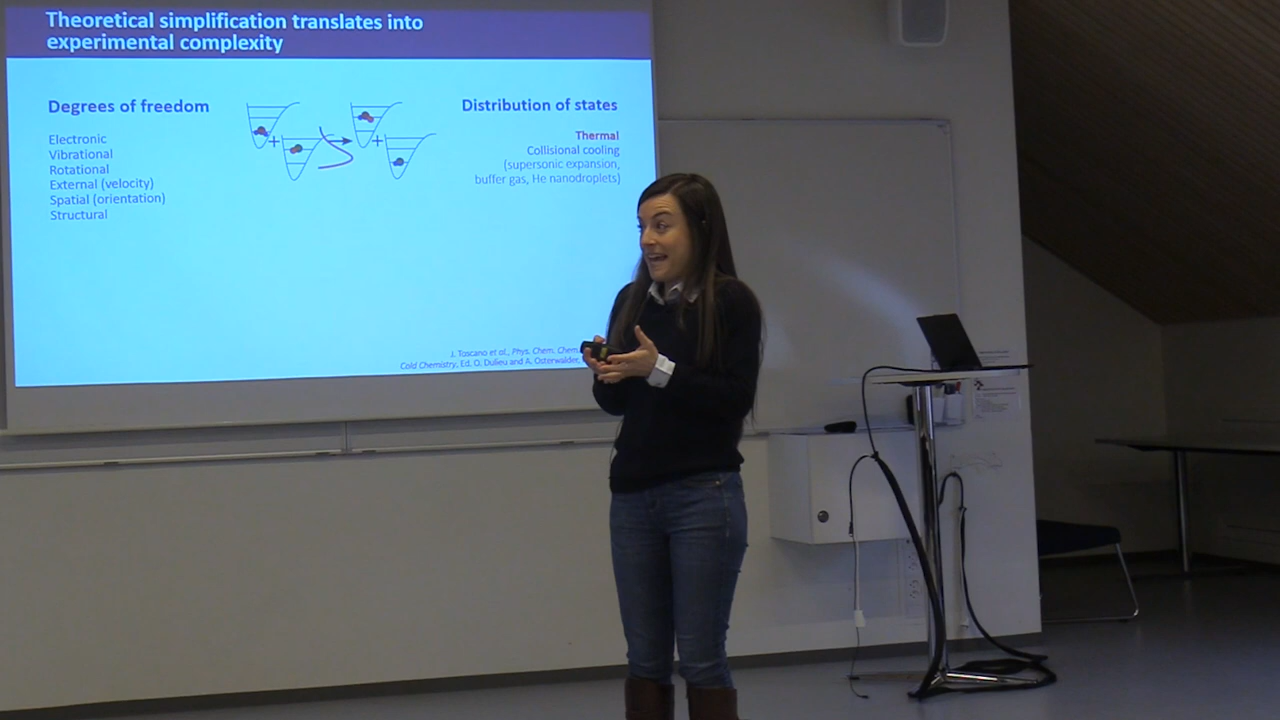 Theoretical simplification translates into
experimental complexity
Degrees of freedom
Electronic
Vibrational
Rotational
External (velocity)
Spatial (orientation)
Structural
+
+
Distribution of states
Thermal
Collisional cooling
(supersonic expansion,
buffer gas, He nanodroplets)
J. Toscano et al., Phys. Chem. Chem.
Cold Chemistry, Ed. O. Dulieu and A. Osterwalder,